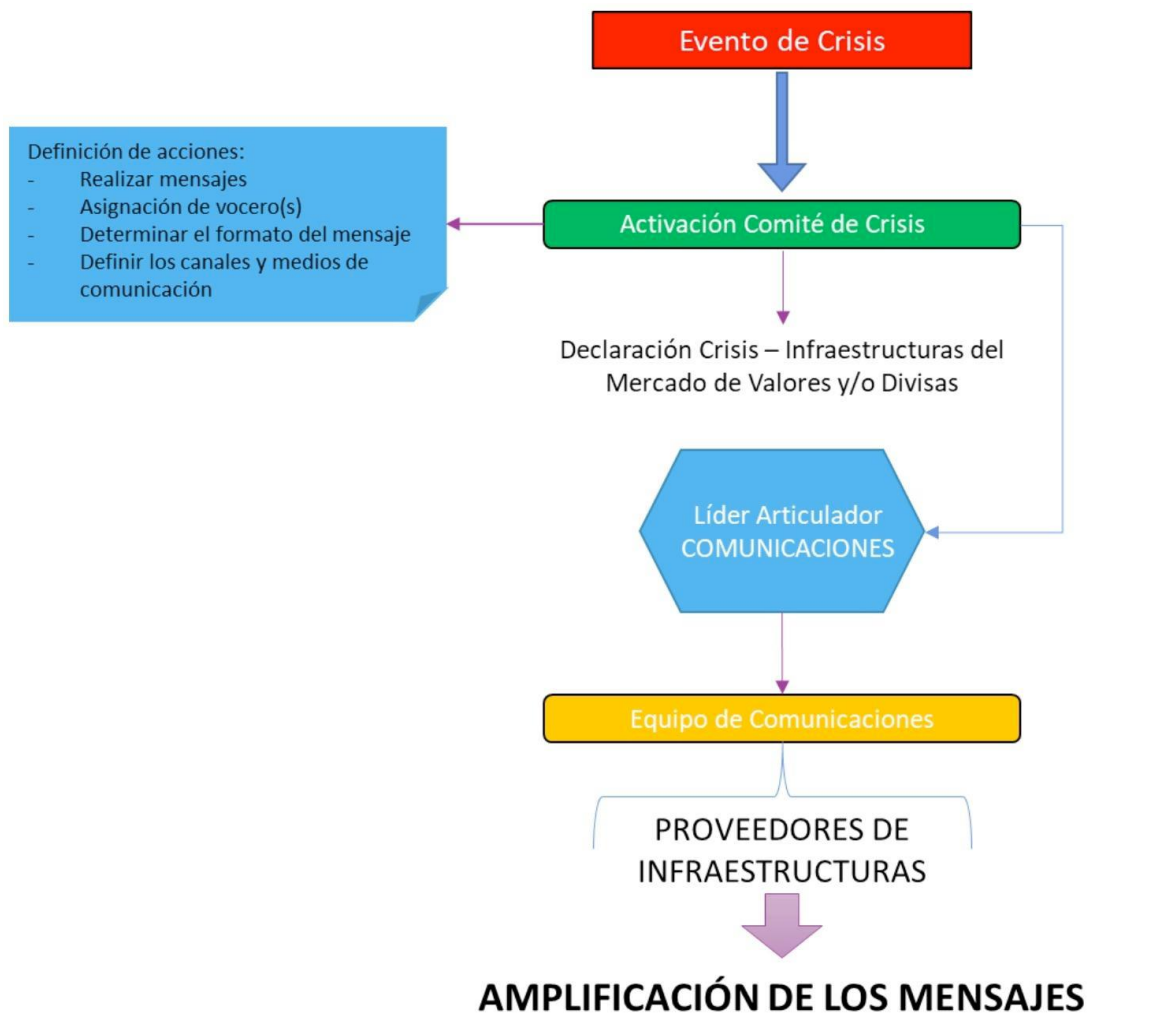 Evento de Crisis
Definición de acciones:
- Realizar mensajes
- Asignación de vocero(s)
- Determinar el formato del mensaje
- Definir los canales y medios de
comunicación
Activación Comité de Crisis
Declaración Crisis – Infraestructuras del
Mercado de Valores y/o Divisas
Líder Articulador
COMUNICACIONES
Equipo de Comunicaciones
PROVEEDORES DE
INFRAESTRUCTURAS
AMPLIFICACIÓN DE LOS MENSAJES